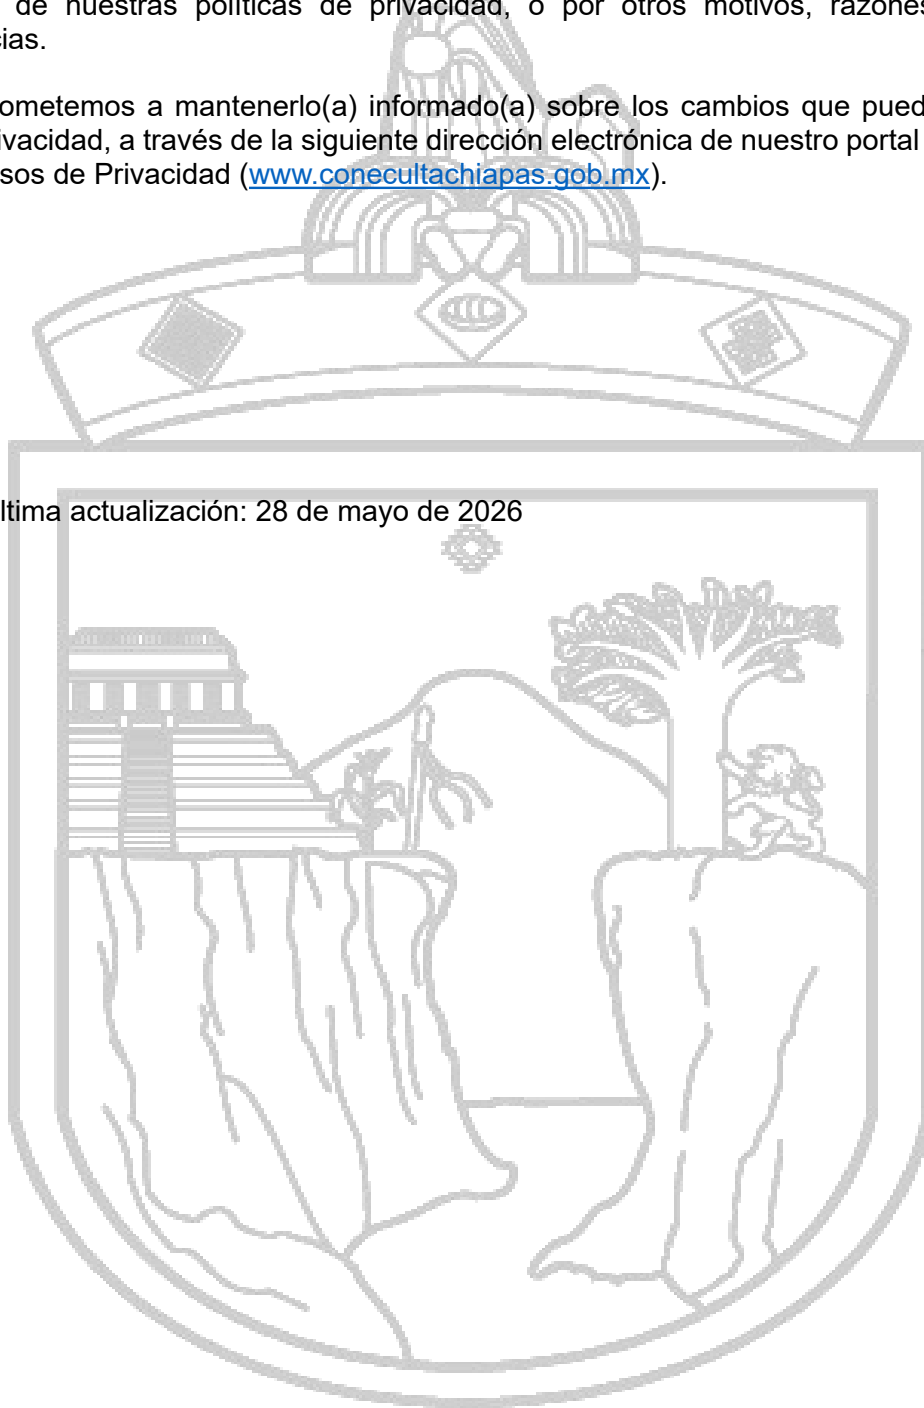 de nuestras políticas de privacidad, o por otros motivos, razones
cias.
ometemos a mantenerlo(a) informado(a) sobre los cambios que pued
ivacidad, a través de la siguiente dirección electrónica de nuestro portal
sos de Privacidad (www.conecultachiapas.gob.mx).
ltima actualización: 28 de mayo de 2026